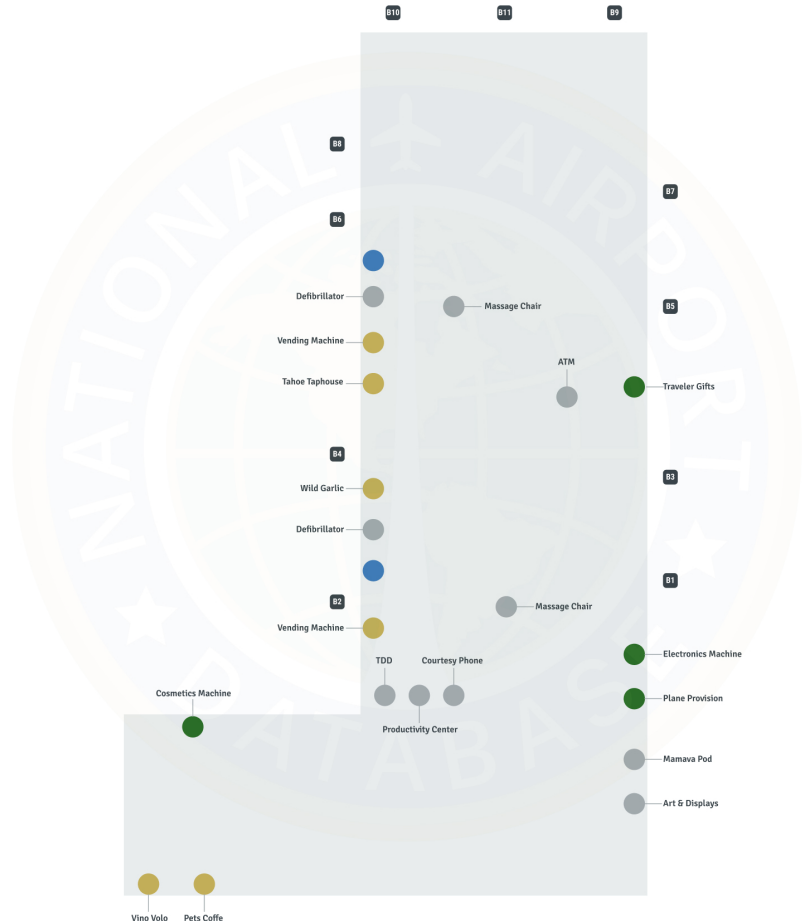 B10
B11
B9
B8
B7
B6
Defibrillator
Massage Chair
B5
Vending Machine
ATM
Tahoe Taphouse
Traveler Gifts
B4
B3
Wild Garlic
Defibrillator
B1
B2
Massage Chair
Vending Machine
Electronics Machine
TDD
Courtesy Phone
Cosmetics Machine
Plane Provision
Productivity Center
Mamava Pod
Art & Displays
Vino Volo
Pets Coffe
NATIONAL AIRPORT
DATABASE